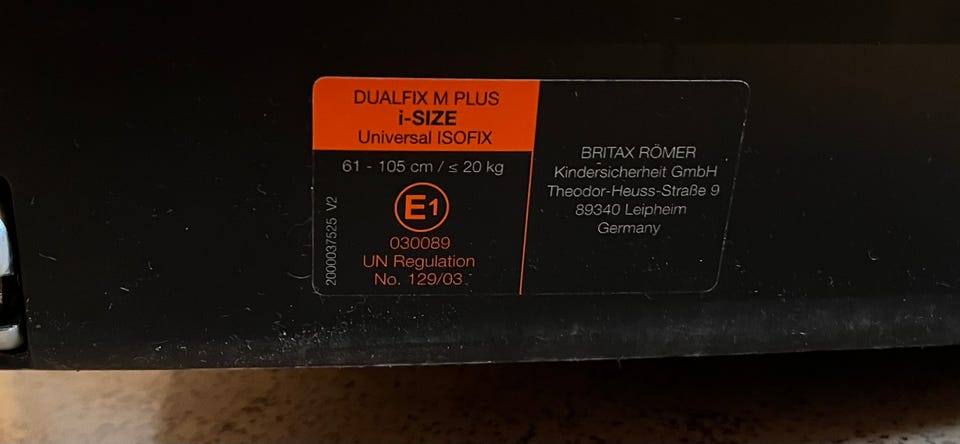 DUALFIX M PLUS
i-SIZE
Universal ISOFIX
61 - 105 cm / ≤ 20 kg
E1
030089
UN Regulation
No. 129/03
2000037525 V2
BRITAX RÖMER
Kindersicherheit GmbH
Theodor-Heuss-Straße 9
89340 Leipheim
Germany